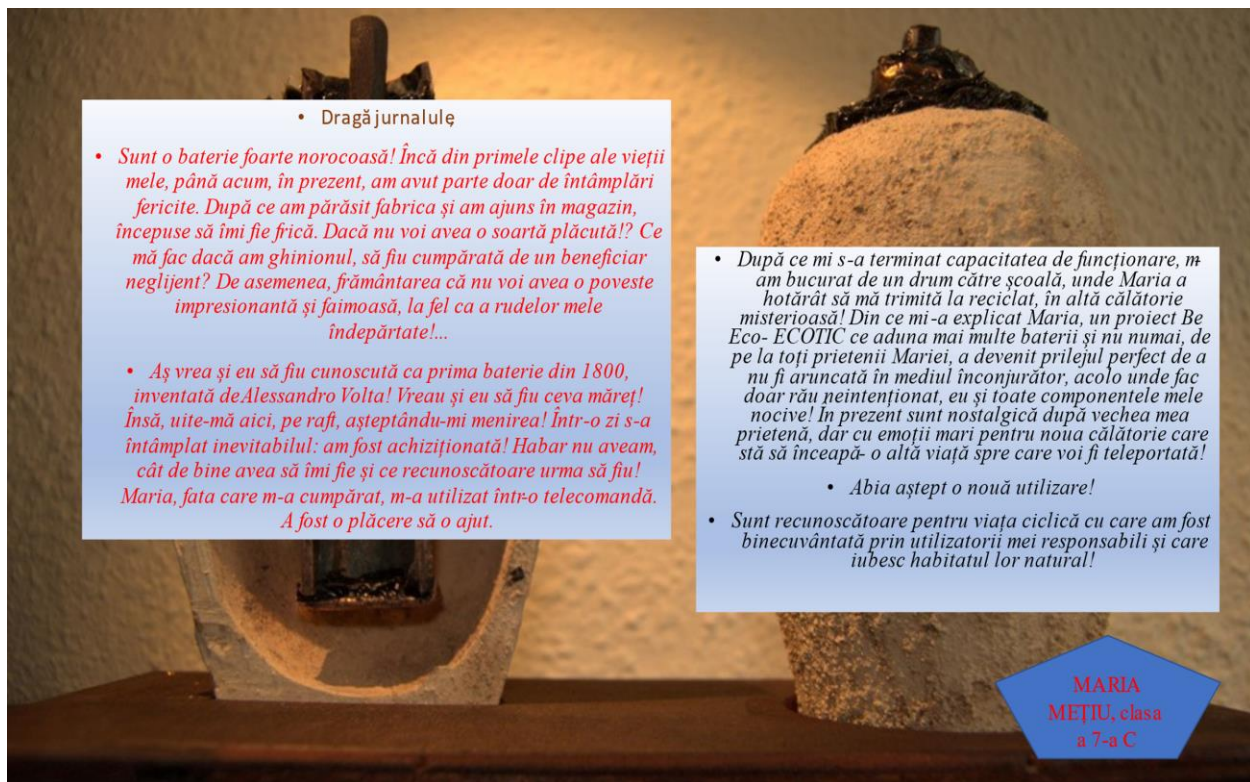 • Dragă jurnalule,
• Sunt o baterie foarte norocoasă! Încă din primele clipe ale vieții
mele, până acum, în prezent, am avut parte doar de întâmplări
fericite. După ce am părăsit fabrica și am ajuns în magazin,
începuse să îmi fie frică. Dacă nu voi avea o soartă plăcută!? Ce
mă fac dacă am ghinionul, să fiu cumpărată de un beneficiar
neglijent? De asemenea, frământarea că nu voi avea o poveste
impresionantă și faimoasă, la fel ca a rudelor mele
îndepărtate!...
• Aș vrea și eu să fiu cunoscută ca prima baterie din 1800,
inventată de Alessandro Volta! Vreau și eu să fiu ceva măreț!
Însă, uite-mă aici, pe raft, așteptându-mi menirea! Într-o zi s-a
întâmplat inevitabilul: am fost achiziționată! Habar nu aveam,
cât de bine avea să îmi fie și ce recunoscătoare urma să fiu!
Maria, fata care m-a cumpărat, m-a utilizat într-o telecomandă.
A fost o plăcere să o ajut.
• După ce mi s-a terminat capacitatea de funcționare, m-
am bucurat de un drum către școală, unde Maria a
hotărât să mă trimită la reciclat, în altă călătorie
misterioasă! Din ce mi-a explicat Maria, un proiect Be
Eco- ECOTIC ce aduna mai multe baterii și nu numai, de
pe la toți prietenii Mariei, a devenit prilejul perfect de a
nu fi aruncată în mediul înconjurător, acolo unde fac
doar rău neintenționat, eu și toate componentele mele
nocive! În prezent sunt nostalgică după vechea mea
prietenă, dar cu emoții mari pentru noua călătorie care
stă să înceapă- o altă viață spre care voi fi teleportată!
• Abia aștept o nouă utilizare!
• Sunt recunoscătoare pentru viața ciclică cu care am fost
binecuvântată prin utilizatorii mei responsabili și care
iubesc habitatul lor natural!
MARIA
MEȚIU, clasa
a 7-a C